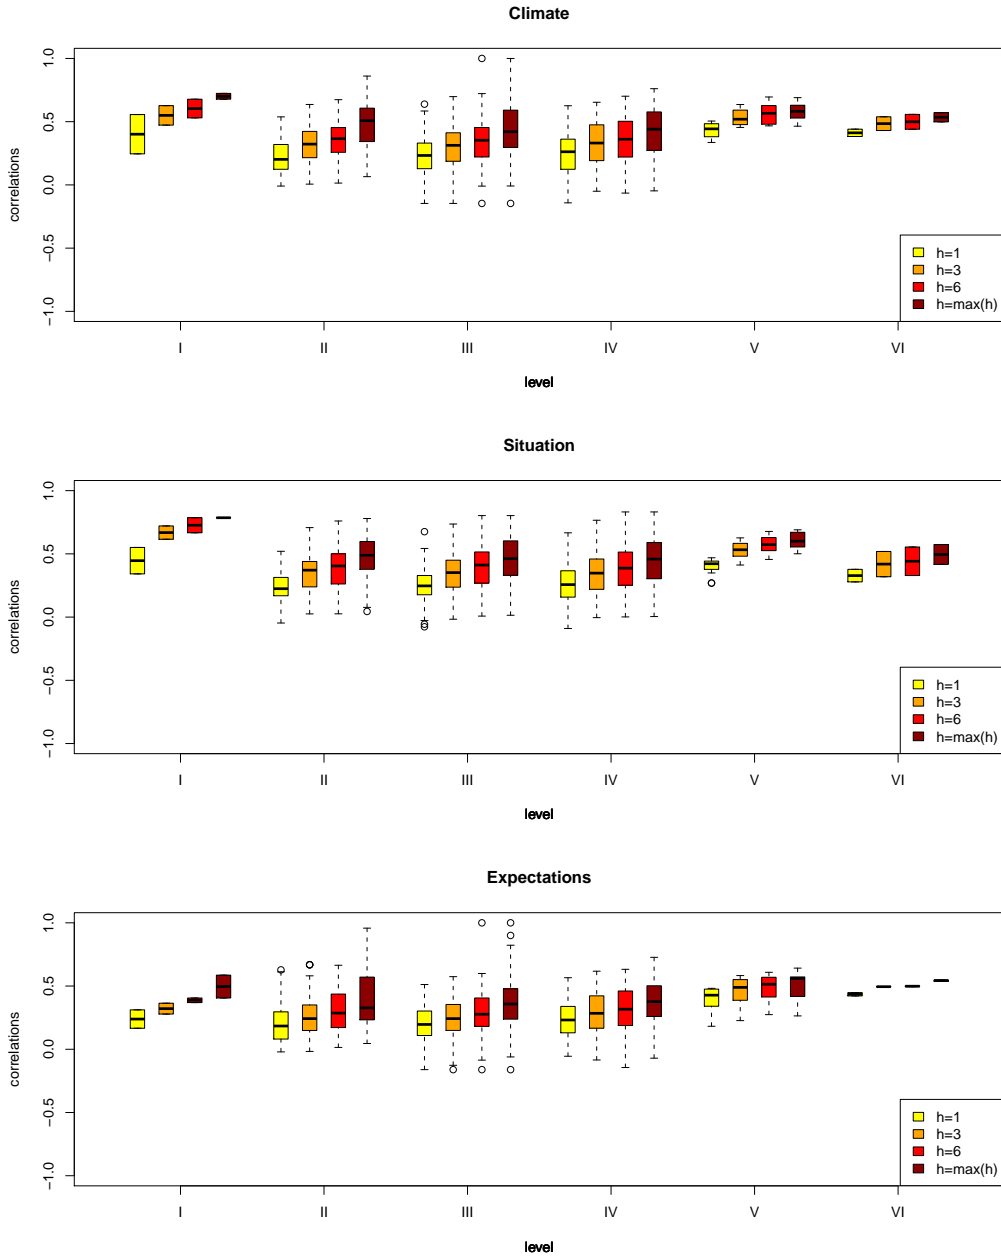 Climate
1.0
0.5
0.0
−0.5
−1.0
correlations
I II III IV V VI
level
h=1
h=3
h=6
h=max(h)
Situation
1.0
0.5
0.0
−0.5
−1.0
correlations
I II III IV V VI
level
h=1
h=3
h=6
h=max(h)
Expectations
1.0
0.5
0.0
−0.5
−1.0
correlations
I II III IV V VI
level
h=1
h=3
h=6
h=max(h)